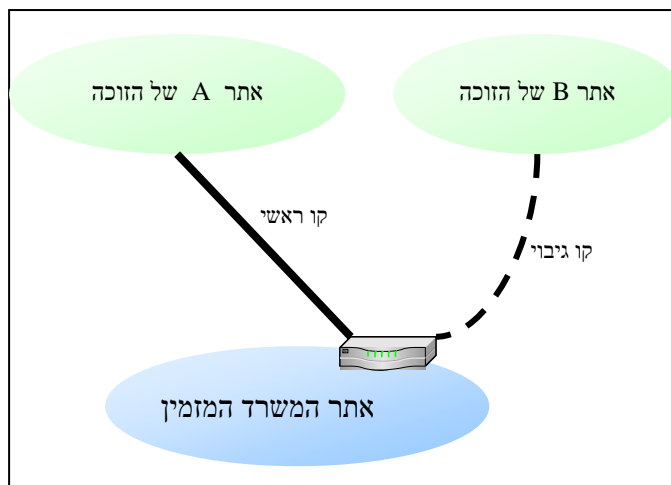 אתר A של הזוכה
אתר B של הזוכה
קו ראשי
קו גיבוי
אתר המשרד המזמין